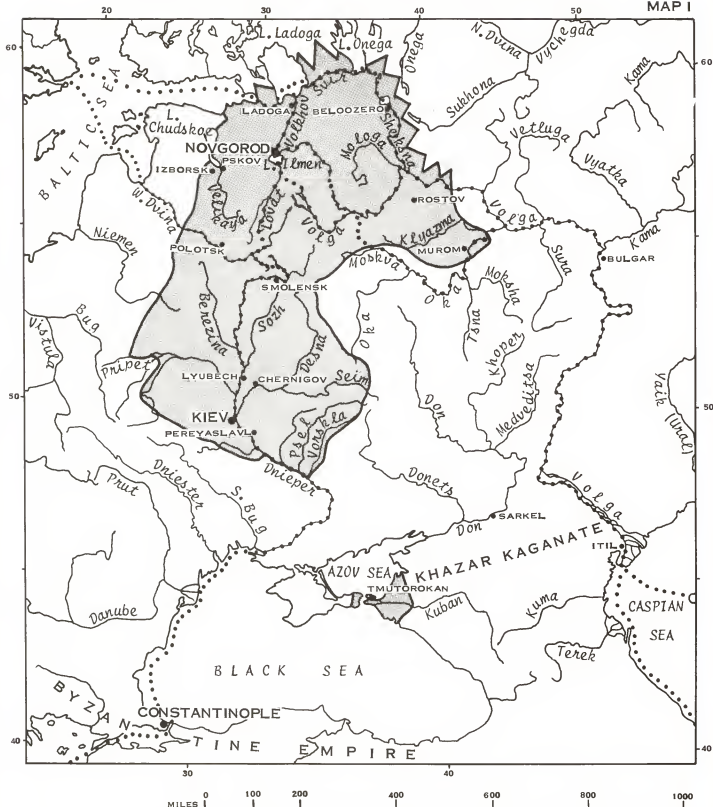 MAP I
20
30
40
50
60
L. Ladoga
L. Onega
Onega
N. Dvina
Vychegda
60
60
BALTIC SEA
Svir
Kama
Sukhona
LADOGA
BELOOZERO
Volkhov
Sheksna
L. Chudskoe
Vetluga
NOVGOROD
Mologa
Vyatka
PSKOV
L. Ilmen
IZBORSK
Velikaya
Lovat
ROSTOV
Volga
W. Dvina
Volga
Klyazma
Kama
Niemen
MUROM
Sura
POLOTSK
Moskva
BULGAR
SMOLENSK
Oka
Moksha
Berezina
Sozh
Oka
Tsna
Bug
Desna
Khoper
Vistula
Pripet
LYUBECH
CHERNIGOV
Seim
Medveditsa
50
50
Don
KIEV
Vaik (Ural)
PEREYASLAVL
Psel
Vorskla
Dnieper
Donets
Volga
Dniester
S. Bug
Prut
Don
SARKEL
ITIL
KHAZAR KAGANATE
AZOV SEA
TMUTOROKAN
CASPIAN SEA
Danube
Kuban
Kuma
Terek
BLACK SEA
CONSTANTINOPLE
BYZANTINE EMPIRE
40
40
30
40
MILES 0 100 200 400 600 800 1000